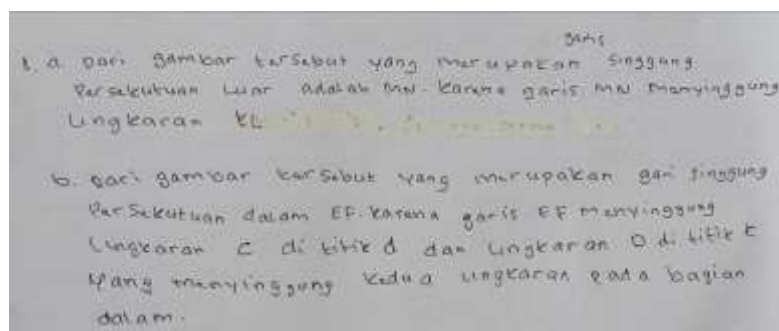 garis
1. a. Dari gambar tersebut yang merupakan singgung
Persekutuan Luar adalah MN. karena garis MN menyinggung
Lingkaran KL
b. Dari gambar tersebut yang merupakan gari singgung
Persekutuan dalam EF. karena garis EF menyinggung
Lingkaran C di titik d dan Lingkaran D di titik E
yang menyinggung kedua lingkaran pada bagian
dalam.